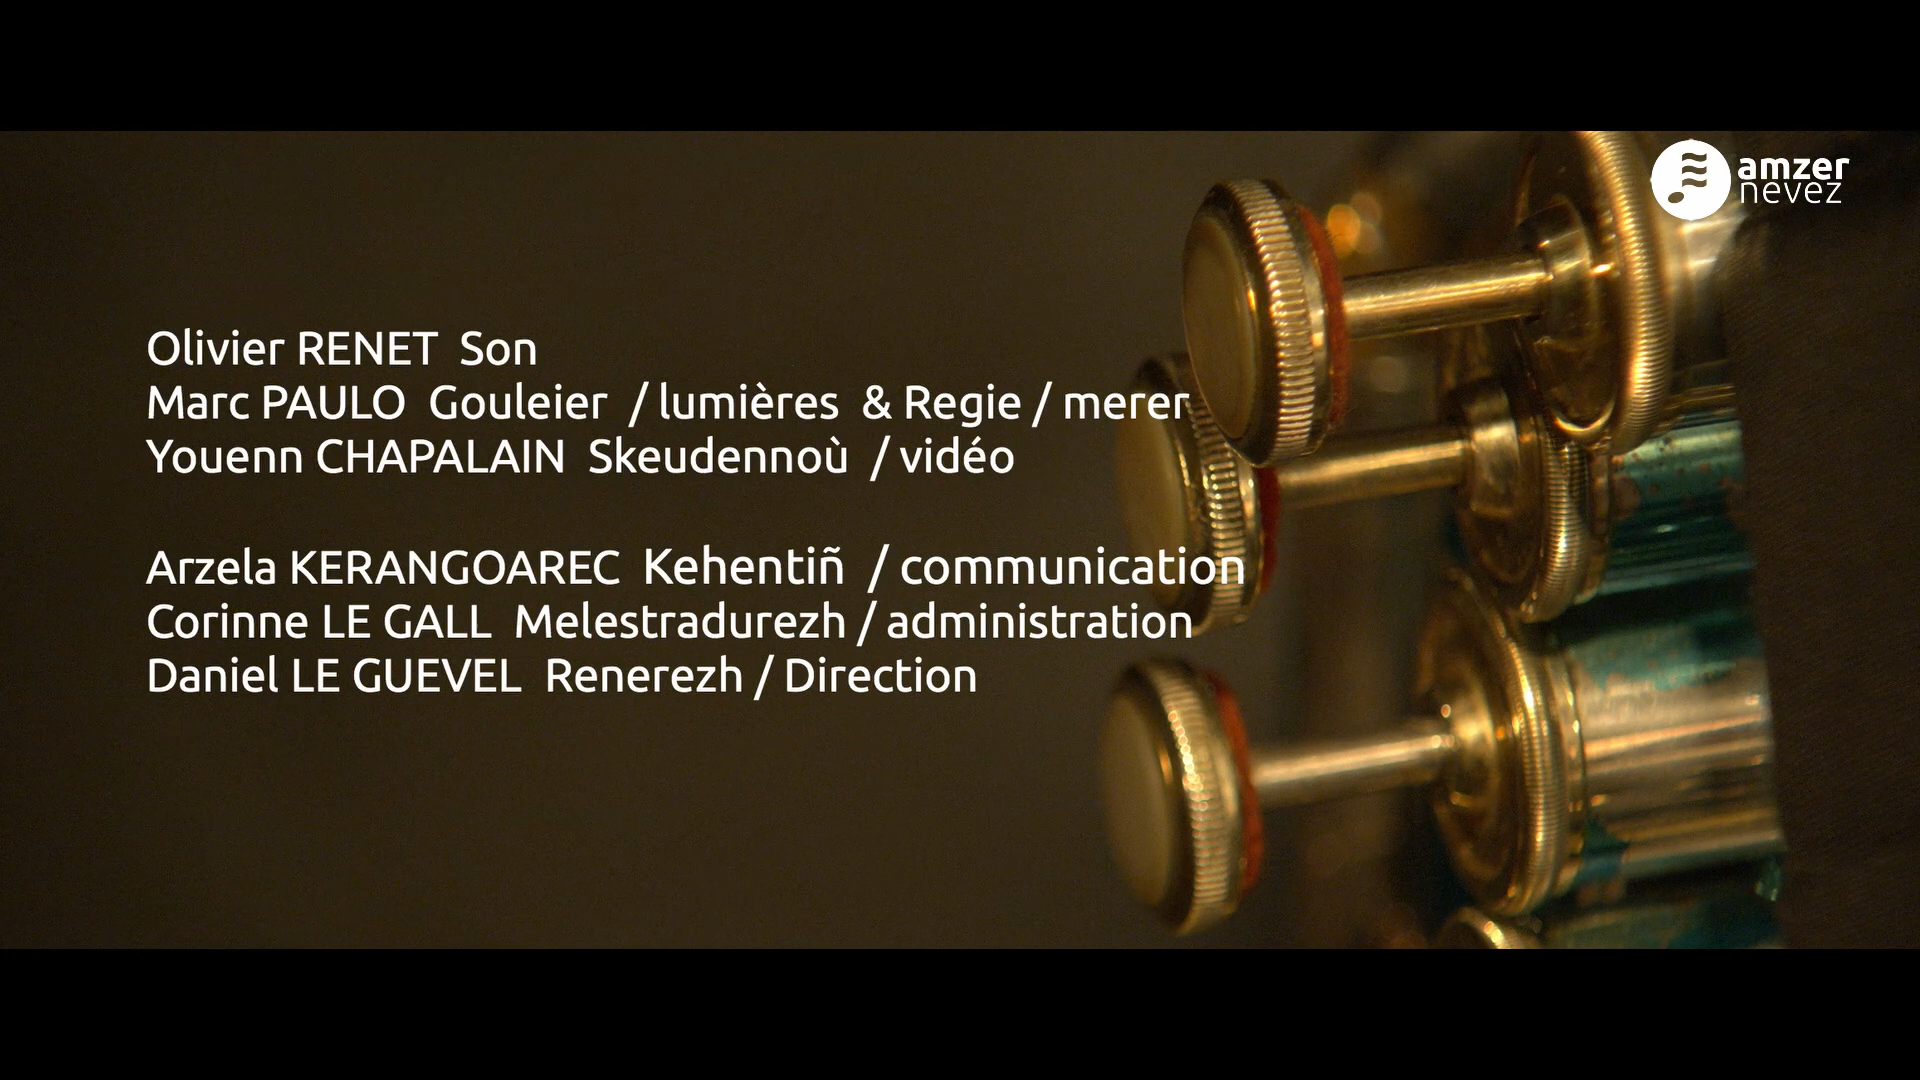 amzer
nevez
Olivier RENET Son
Marc PAULO Gouleier / lumières & Regie / merer
Youenn CHAPALAIN Skeudennoù / vidéo
Arzela KERANGOAREC Kehentiñ / communication
Corinne LE GALL Melestradurezh / administration
Daniel LE GUEVEL Renerezh / Direction